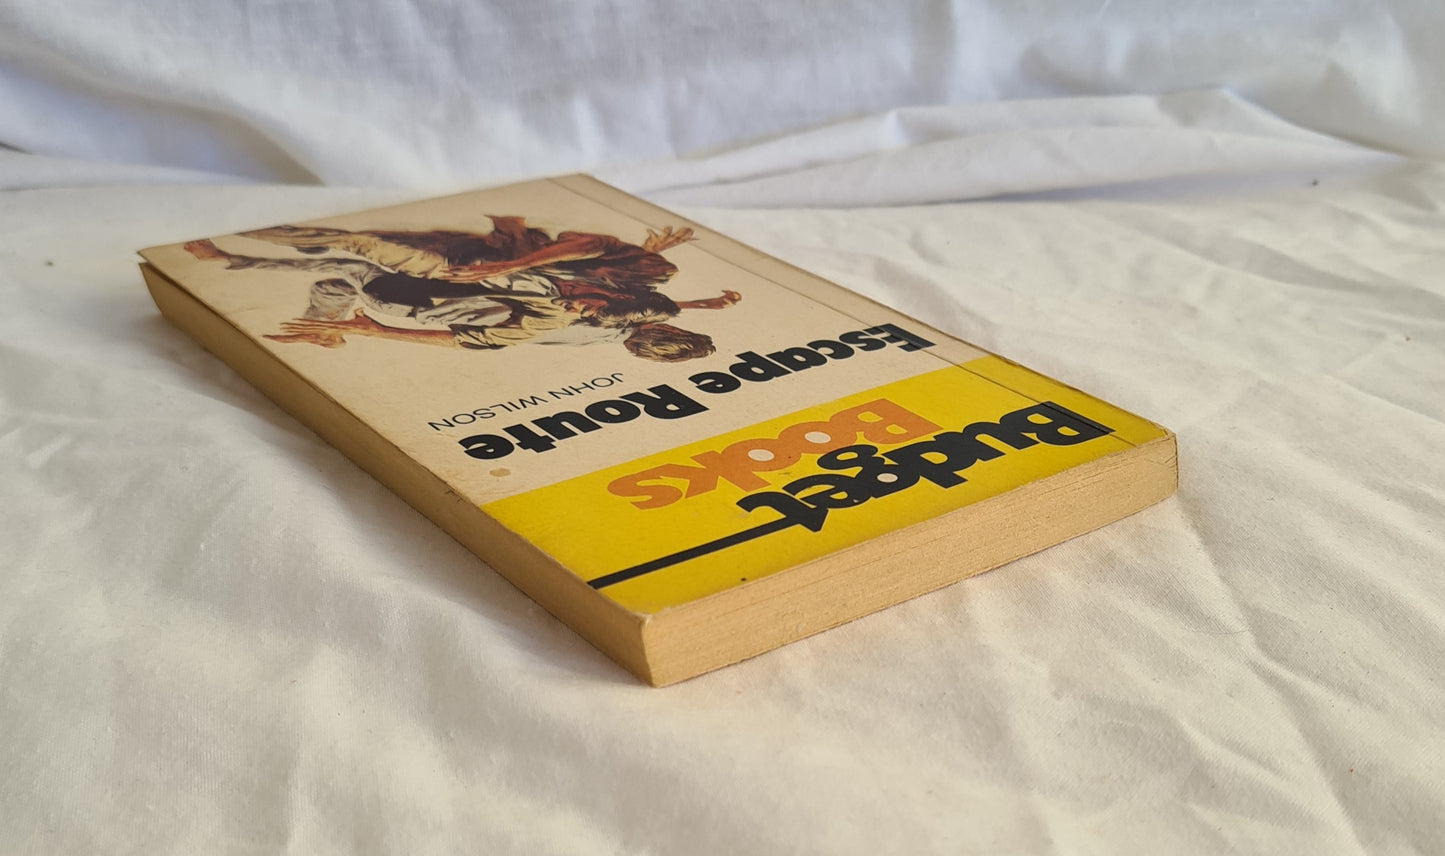 Budget
Books
Escape Route
JOHN WILSON